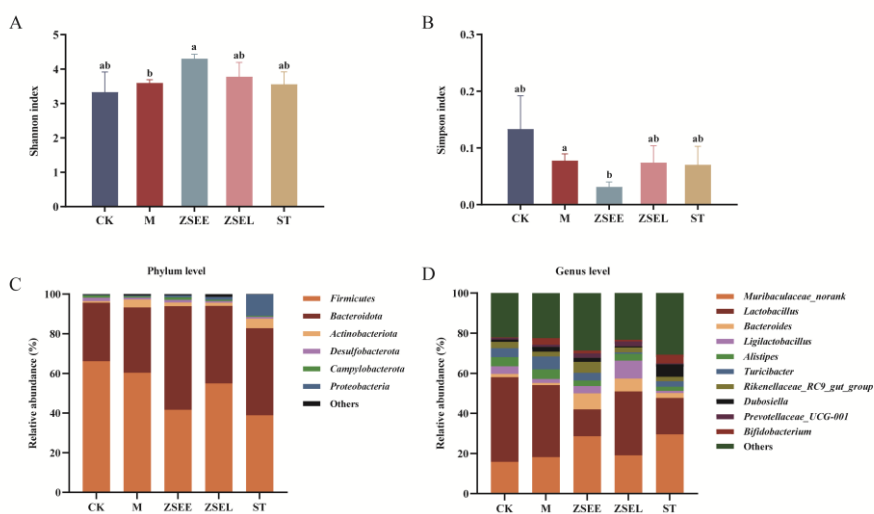 A
Shannon index
5
4
3
2
1
0
ab
b
a
ab
ab
CK
M
ZSEE
ZSEL
ST
B
Simpson index
0.3
0.2
0.1
0.0
ab
a
b
ab
ab
CK
M
ZSEE
ZSEL
ST
C
Phylum level
Relative abundance (%)
100
80
60
40
20
0
CK
M
ZSEE
ZSEL
ST
Firmicutes
Bacteroidota
Actinobacteriota
Desulfobacterota
Campylobacterota
Proteobacteria
Others
D
Genus level
Relative abundance (%)
100
80
60
40
20
0
CK
M
ZSEE
ZSEL
ST
Muribaculaceae_norank
Lactobacillus
Bacteroides
Ligilactobacillus
Alistipes
Turicibacter
Rikenellaceae_RC9_gut_group
Dubosiella
Prevotellaceae_UCG-001
Bifidobacterium
Others